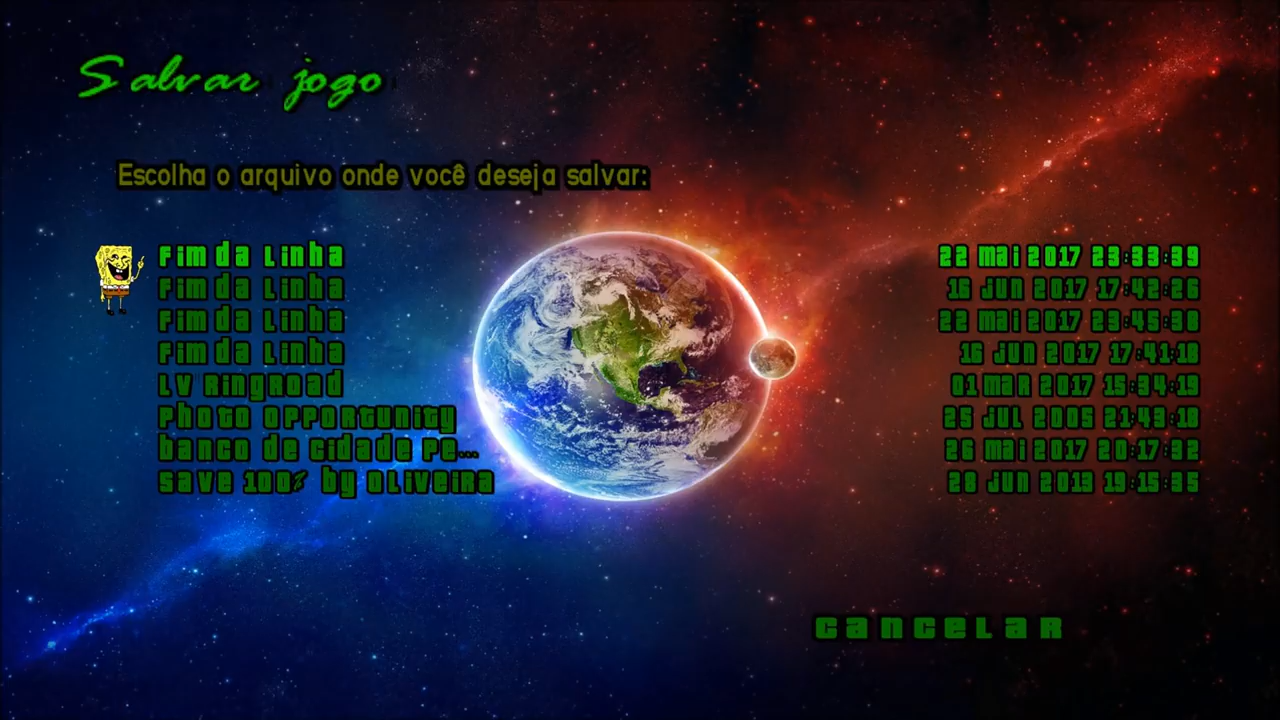 Salvar jogo
Escolha o arquivo onde você deseja salvar:
Fim da Linha 22 Mai 2017 23:33:39
Fim da Linha 16 Jun 2017 17:42:26
Fim da Linha 22 Mai 2017 23:45:38
Fim da Linha 16 Jun 2017 17:41:18
LV RingRoad 01 Mar 2017 15:34:19
Photo Opportunity 25 Jul 2005 21:43:18
Banco de Cidade Pe... 26 Mai 2017 20:17:32
Save 100% by Oliveira 28 Jun 2013 19:15:35
Cancelar